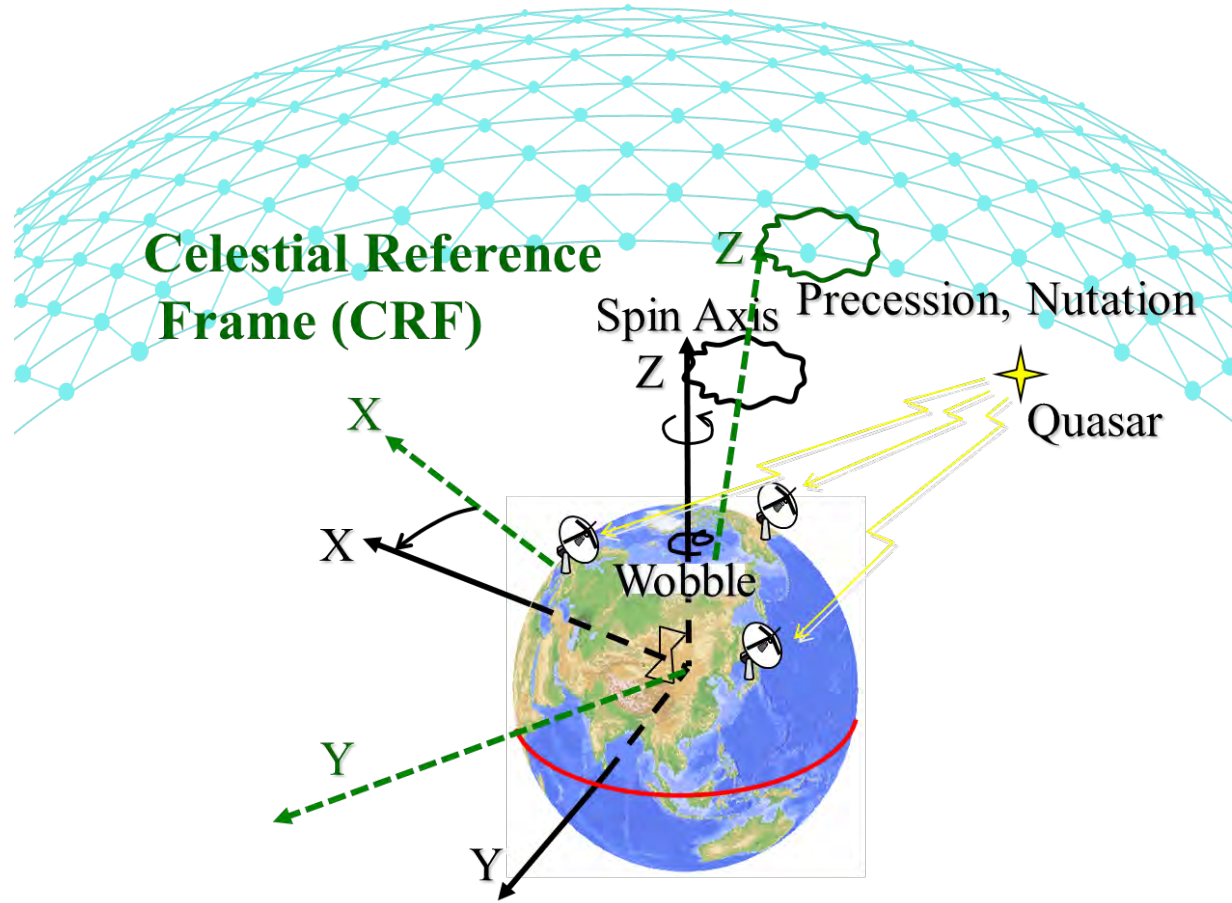 Celestial Reference
Frame (CRF)
Z
Precession, Nutation
Spin Axis
Z
Quasar
X
X
Wobble
Y
Y